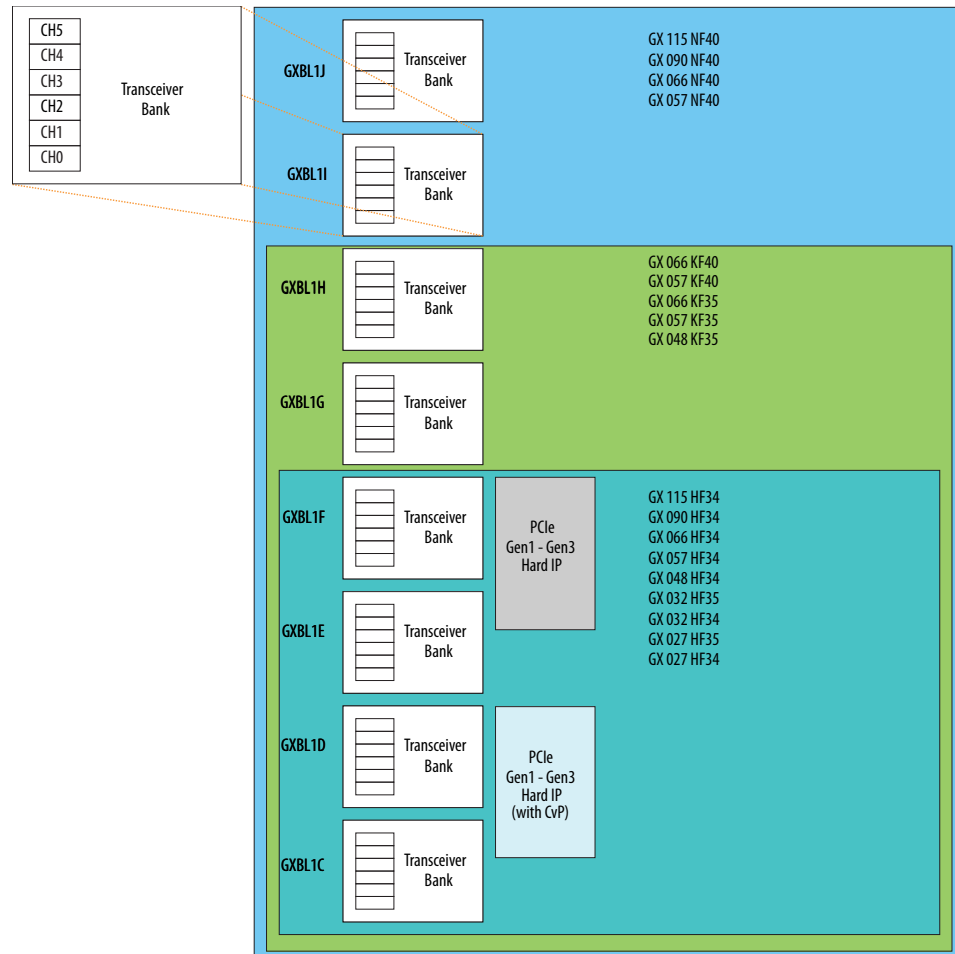 CH5
CH4
CH3
CH2
CH1
CH0
Transceiver
Bank
GXBL1J
Transceiver
Bank
GX 115 NF40
GX 090 NF40
GX 066 NF40
GX 057 NF40
GXBL1I
Transceiver
Bank
GXBL1H
Transceiver
Bank
GX 066 KF40
GX 057 KF40
GX 066 KF35
GX 057 KF35
GX 048 KF35
GXBL1G
Transceiver
Bank
GXBL1F
Transceiver
Bank
PCIe
Gen1 - Gen3
Hard IP
GX 115 HF34
GX 090 HF34
GX 066 HF34
GX 057 HF34
GX 048 HF34
GX 032 HF35
GX 032 HF34
GX 027 HF35
GX 027 HF34
GXBL1E
Transceiver
Bank
GXBL1D
Transceiver
Bank
PCIe
Gen1 - Gen3
Hard IP
(with CvP)
GXBL1C
Transceiver
Bank